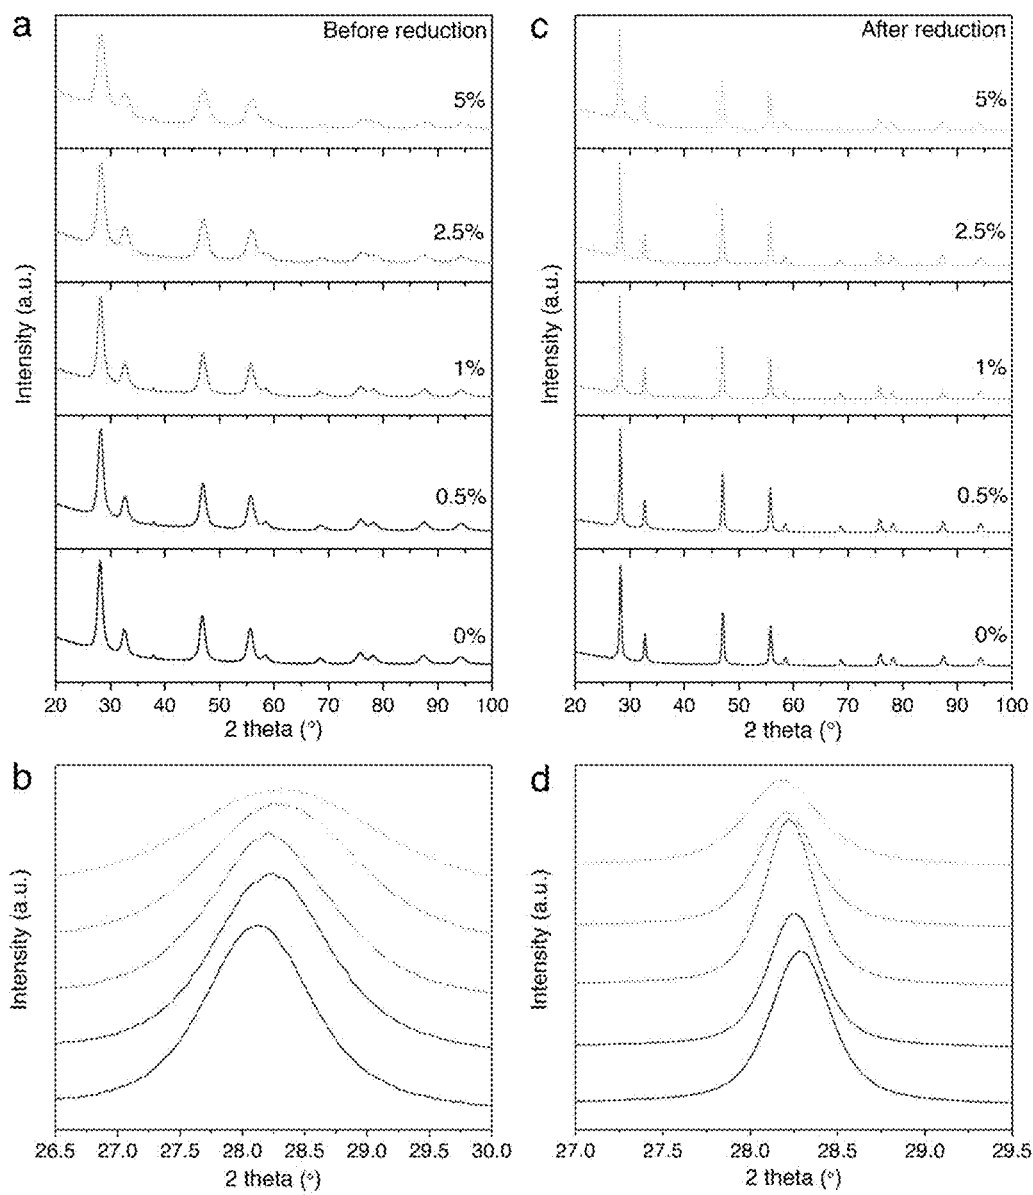 a
Before reduction
5%
2.5%
1%
0.5%
0%
Intensity (a.u.)
20 30 40 50 60 70 80 90 100
2 theta (°)
c
After reduction
5%
2.5%
1%
0.5%
0%
Intensity (a.u.)
20 30 40 50 60 70 80 90 100
2 theta (°)
b
Intensity (a.u.)
26.5 27.0 27.5 28.0 28.5 29.0 29.5 30.0
2 theta (°)
d
Intensity (a.u.)
27.0 27.5 28.0 28.5 29.0 29.5
2 theta (°)